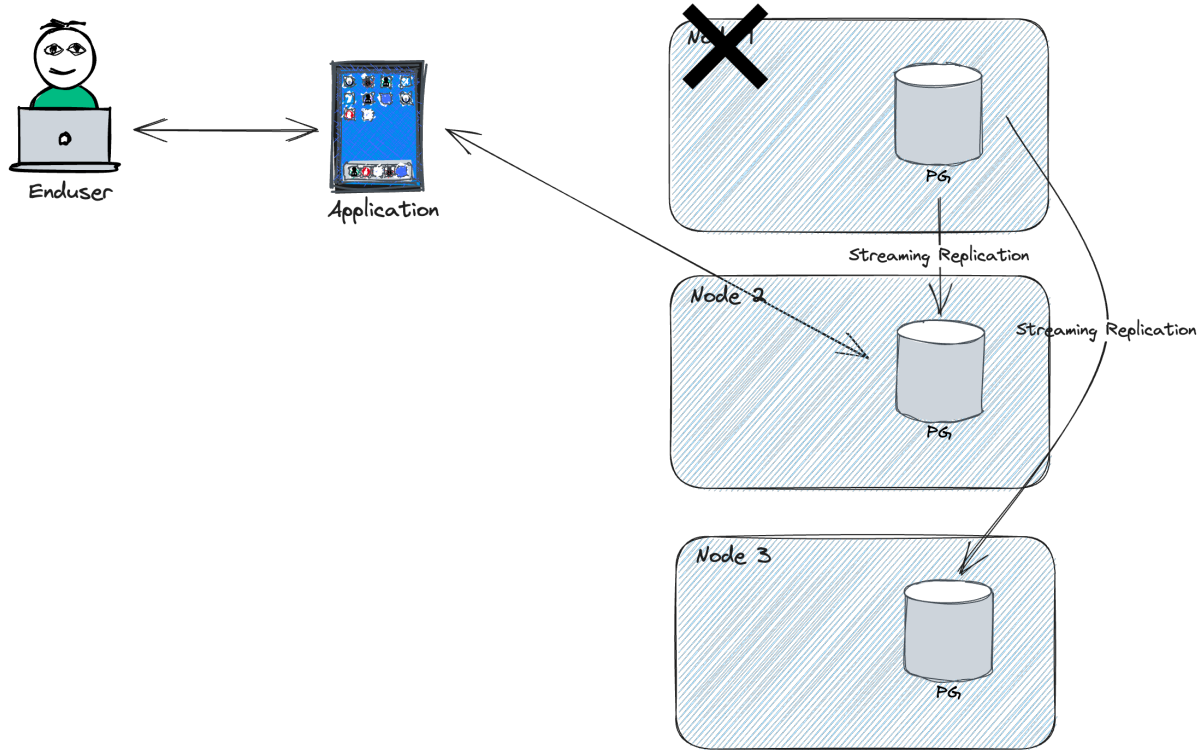 Enduser
Application
PG
Streaming Replication
Node 2
Streaming Replication
PG
Node 3
PG